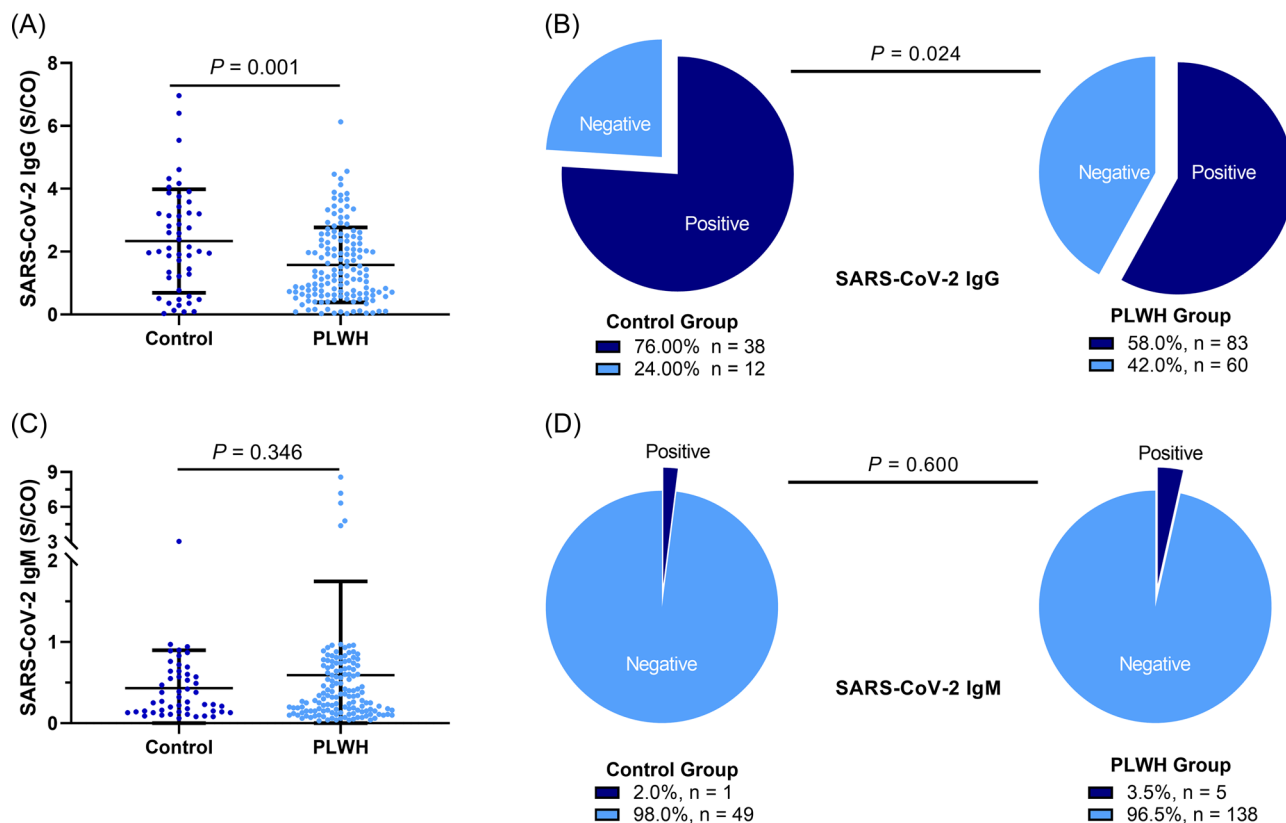 (A)
SARS-CoV-2 IgG (S/CO)
8
6
4
2
0
P = 0.001
Control
PLWH
(B)
Negative
Positive
P = 0.024
Negative
Positive
SARS-CoV-2 IgG
Control Group
76.00% n = 38
24.00% n = 12
PLWH Group
58.0%, n = 83
42.0%, n = 60
(C)
SARS-CoV-2 IgM (S/CO)
9
6
3
2
1
0
P = 0.346
Control
PLWH
(D)
Positive
Negative
P = 0.600
Positive
Negative
SARS-CoV-2 IgM
Control Group
2.0%, n = 1
98.0%, n = 49
PLWH Group
3.5%, n = 5
96.5%, n = 138